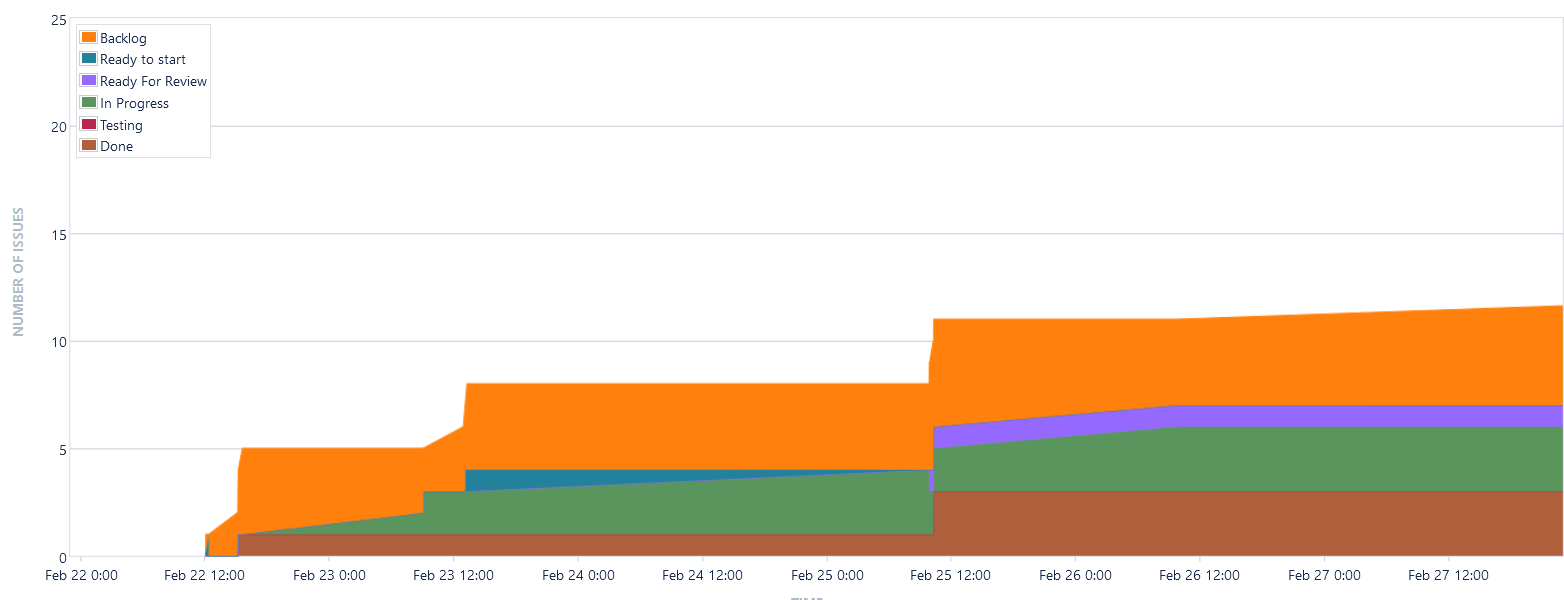 25
20
15
10
5
0
NUMBER OF ISSUES
Backlog
Ready to start
Ready For Review
In Progress
Testing
Done
Feb 22 0:00
Feb 22 12:00
Feb 23 0:00
Feb 23 12:00
Feb 24 0:00
Feb 24 12:00
Feb 25 0:00
Feb 25 12:00
Feb 26 0:00
Feb 26 12:00
Feb 27 0:00
Feb 27 12:00